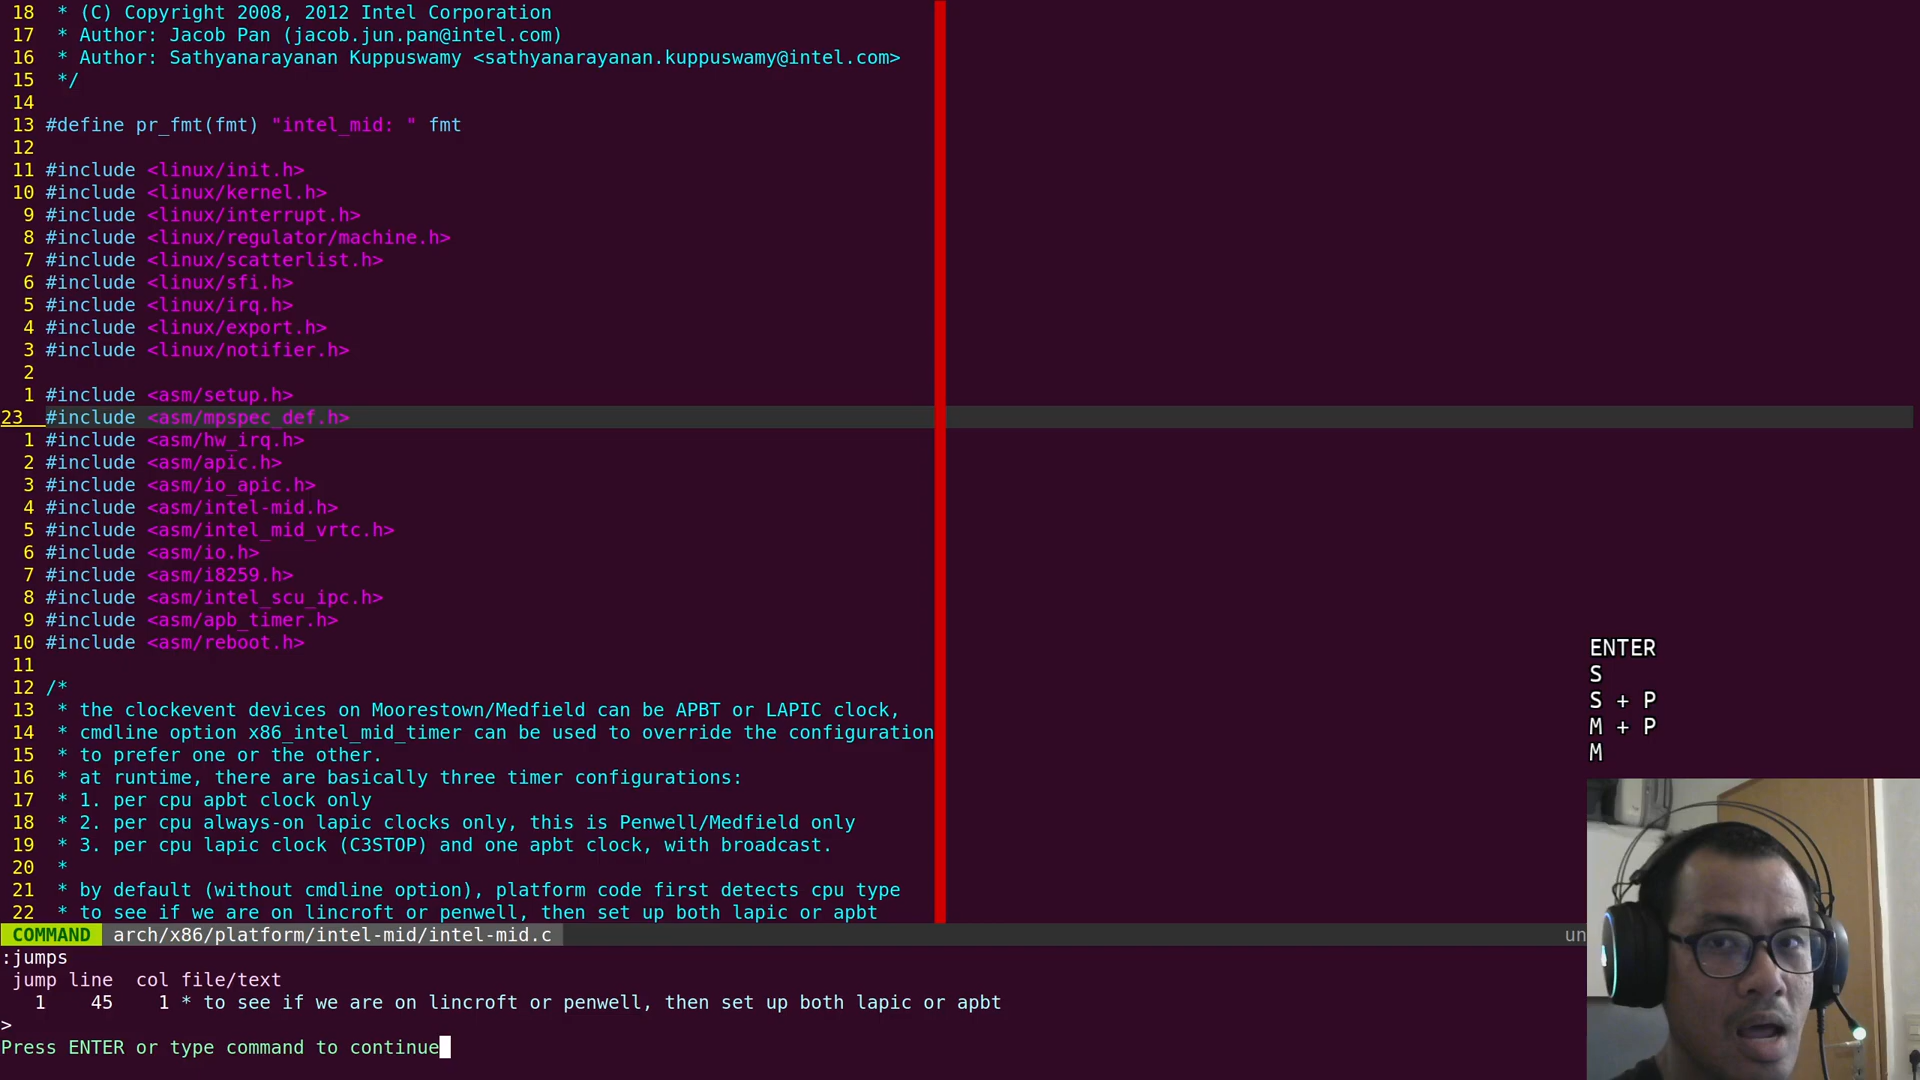 18  * (C) Copyright 2008, 2012 Intel Corporation
17  * Author: Jacob Pan (jacob.jun.pan@intel.com)
16  * Author: Sathyanarayanan Kuppuswamy <sathyanarayanan.kuppuswamy@intel.com>
15  */
14
13 #define pr_fmt(fmt) "intel_mid: " fmt
12
11 #include <linux/init.h>
10 #include <linux/kernel.h>
9 #include <linux/interrupt.h>
8 #include <linux/regulator/machine.h>
7 #include <linux/scatterlist.h>
6 #include <linux/sfi.h>
5 #include <linux/irq.h>
4 #include <linux/export.h>
3 #include <linux/notifier.h>
2
1 #include <asm/setup.h>
23 #include <asm/mpspec_def.h>
1 #include <asm/hw_irq.h>
2 #include <asm/apic.h>
3 #include <asm/io_apic.h>
4 #include <asm/intel-mid.h>
5 #include <asm/intel_mid_vrtc.h>
6 #include <asm/io.h>
7 #include <asm/i8259.h>
8 #include <asm/intel_scu_ipc.h>
9 #include <asm/apb_timer.h>
10 #include <asm/reboot.h>
11
12 /*
13  * the clockevent devices on Moorestown/Medfield can be APBT or LAPIC clock,
14  * cmdline option x86_intel_mid_timer can be used to override the configuration
15  * to prefer one or the other.
16  * at runtime, there are basically three timer configurations:
17  * 1. per cpu apbt clock only
18  * 2. per cpu always-on lapic clocks only, this is Penwell/Medfield only
19  * 3. per cpu lapic clock (C3STOP) and one apbt clock, with broadcast.
20  *
21  * by default (without cmdline option), platform code first detects cpu type
22  * to see if we are on lincroft or penwell, then set up both lapic or apbt
COMMAND arch/x86/platform/intel-mid/intel-mid.c un
:jumps
jump line  col file/text
1  45  1 * to see if we are on lincroft or penwell, then set up both lapic or apbt
>
Press ENTER or type command to continue
ENTER
S
S + P
M + P
M